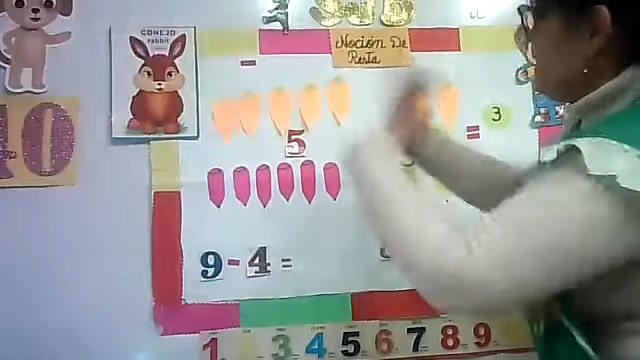 CONEJO
rabbit
Noción De
Resta
-
= 3
5
9 - 4 =
40
1 3 4 5 6 7 8 9